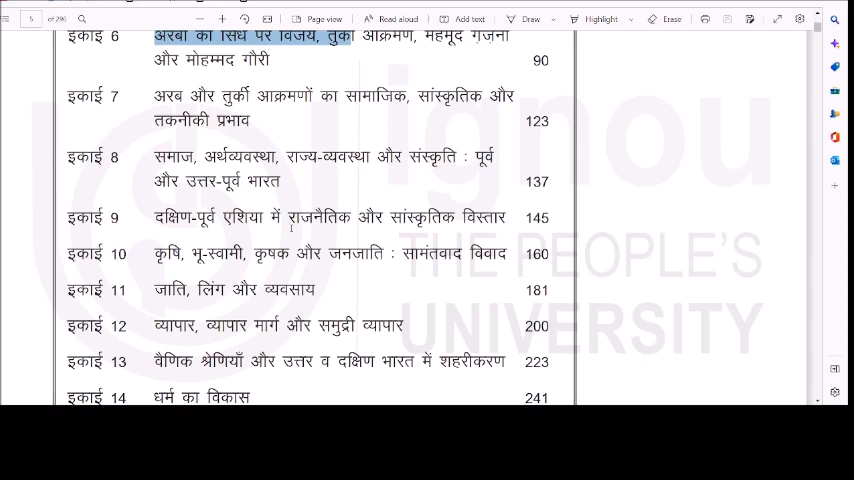 5 of 296 Page view Read aloud Add text Draw Highlight Erase
इकाई 6 अरबों की सिंध पर विजय, तुर्की आक्रमण, महमूद गज़नी
और मोहम्मद गौरी 90
इकाई 7 अरब और तुर्की आक्रमणों का सामाजिक, सांस्कृतिक और
तकनीकी प्रभाव 123
इकाई 8 समाज, अर्थव्यवस्था, राज्य-व्यवस्था और संस्कृति : पूर्व
और उत्तर-पूर्व भारत 137
इकाई 9 दक्षिण-पूर्व एशिया में राजनैतिक और सांस्कृतिक विस्तार 145
इकाई 10 कृषि, भू-स्वामी, कृषक और जनजाति : सामंतवाद विवाद 160
इकाई 11 जाति, लिंग और व्यवसाय 181
इकाई 12 व्यापार, व्यापार मार्ग और समुद्री व्यापार 200
इकाई 13 वैणिक श्रेणियाँ और उत्तर व दक्षिण भारत में शहरीकरण 223
इकाई 14 धर्म का विकास 241
ignou
THE PEOPLE'S
UNIVERSITY